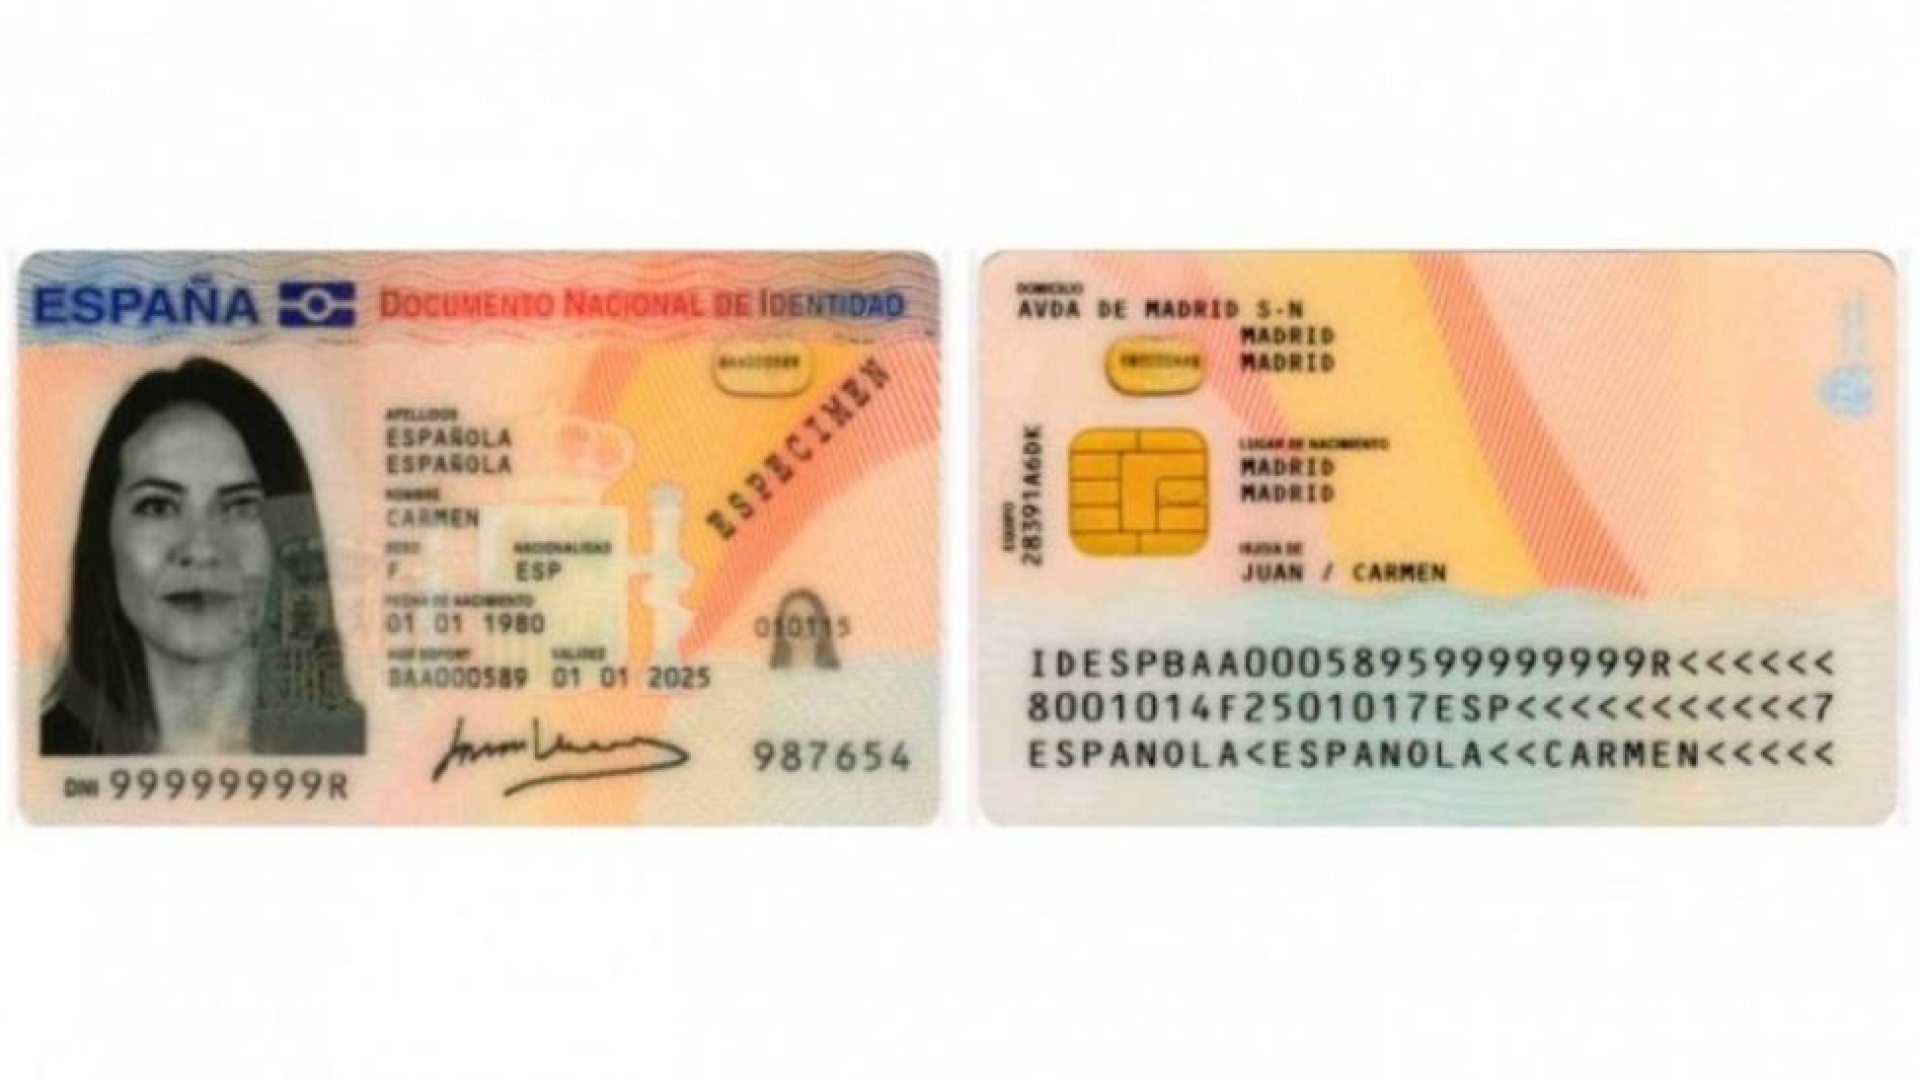 ESPAÑA DOCUMENTO NACIONAL DE IDENTIDAD
BAA000589
ESPECIMEN
APELLIDOS
ESPAÑOLA
ESPAÑOLA
NOMBRE
CARMEN
SEXO NACIONALIDAD
F ESP
FECHA DE NACIMIENTO
01 01 1980
010115
NUM SOPORT VALIDEZ
BAA000589 01 01 2025
987654
DNI 99999999R
DOMICILIO
AVDA DE MADRID S-N
MADRID
MADRID
EQUIPO
28391A6DK
LUGAR DE NACIMIENTO
MADRID
MADRID
HIJO/A DE
JUAN / CARMEN
IDESPBAA000589599999999R<<<<<<
8001014F2501017ESP<<<<<<<<<<<7
ESPANOLA<ESPANOLA<<CARMEN<<<<<